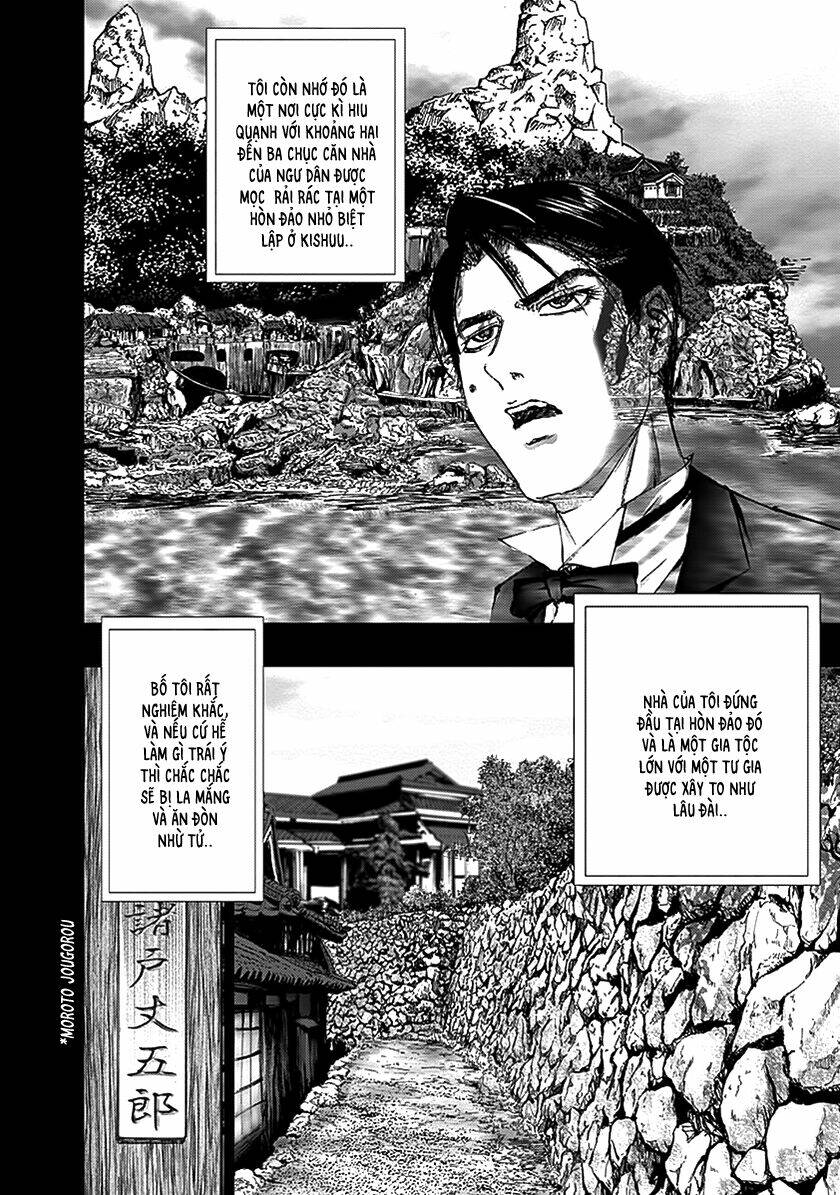 TÔI CÒN NHỚ ĐÓ LÀ
MỘT NƠI CỰC KÌ HIU
QUẠNH VỚI KHOẢNG HAI
ĐẾN BA CHỤC CĂN NHÀ
CỦA NGƯ DÂN ĐƯỢC
MỌC RẢI RÁC TẠI MỘT
HÒN ĐẢO NHỎ BIỆT
LẬP Ở KISHUU..
NHÀ CỦA TÔI ĐỨNG
ĐẦU TẠI HÒN ĐẢO ĐÓ
VÀ LÀ MỘT GIA TỘC
LỚN VỚI MỘT TƯ GIA
ĐƯỢC XÂY TO NHƯ
LÂU ĐÀI..
BỐ TÔI RẤT
NGHIÊM KHẮC,
VÀ NẾU CỨ HỄ
LÀM GÌ TRÁI Ý
THÌ CHẮC CHẮC
SẼ BỊ LA MẮNG
VÀ ĂN ĐÒN
NHỪ TỬ..
諸戸丈五郎
*MOROTO JOUGOROU